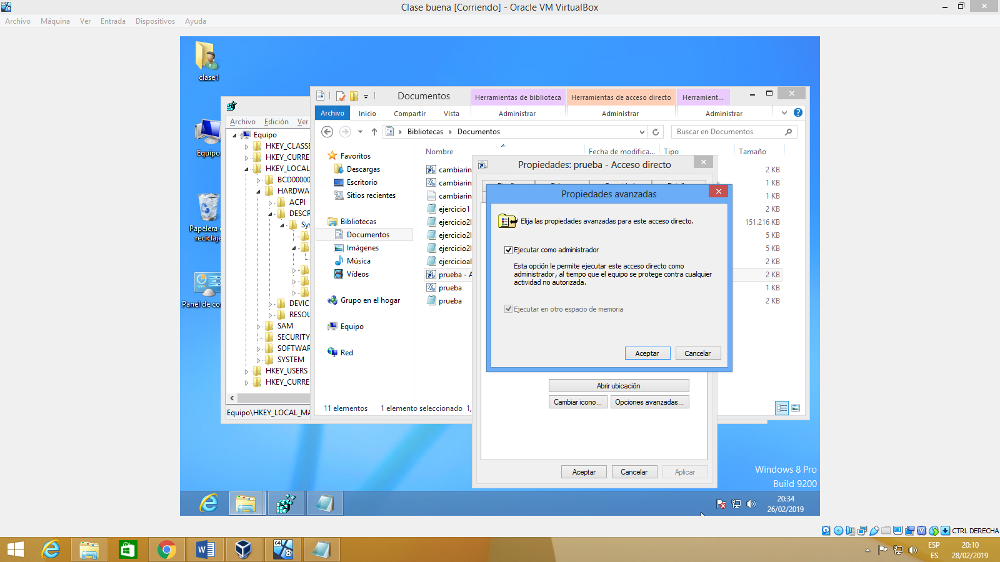 Clase buena [Corriendo] - Oracle VM VirtualBox
Archivo Máquina Ver Entrada Dispositivos Ayuda
clase1
Equipo
Papelera
reciclaje
Panel de co
Archivo Edición Ver
Equipo
HKEY_CLASSE
HKEY_CURRE
HKEY_LOCAL
BCD00000
HARDWA
ACPI
DESCR
Sys
DEVIC
RESOU
SAM
SECURITY
SOFTWAR
SYSTEM
HKEY_USERS
HKEY_CURRE
Equipo\HKEY_LOCAL_MA
Documentos
Herramientas de biblioteca Herramientas de acceso directo Herramient...
Archivo Inicio Compartir Vista Administrar Administrar Administrar
Bibliotecas Documentos
Buscar en Documentos
Favoritos
Descargas
Escritorio
Sitios recientes
Bibliotecas
Documentos
Imágenes
Música
Vídeos
Grupo en el hogar
Equipo
Red
Nombre Fecha de modifica... Tipo Tamaño
cambiarin 2 KB
cambiarin 1 KB
cambiarin 1 KB
ejercicio1 2 KB
ejercicio2 151.216 KB
ejercicio2 5 KB
ejercicio2 5 KB
ejercicioal 2 KB
prueba - A 2 KB
prueba 1 KB
prueba 2 KB
11 elementos 1 elemento seleccionado 1,
Propiedades: prueba - Acceso directo
Propiedades avanzadas
Elija las propiedades avanzadas para este acceso directo.
Ejecutar como administrador
Esta opción le permite ejecutar este acceso directo como
administrador, al tiempo que el equipo se protege contra cualquier
actividad no autorizada.
Ejecutar en otro espacio de memoria
Aceptar Cancelar
Abrir ubicación
Cambiar icono... Opciones avanzadas...
Aceptar Cancelar Aplicar
Windows 8 Pro
Build 9200
20:34
26/02/2019
CTRL DERECHA
ESP
ES
20:10
28/02/2019